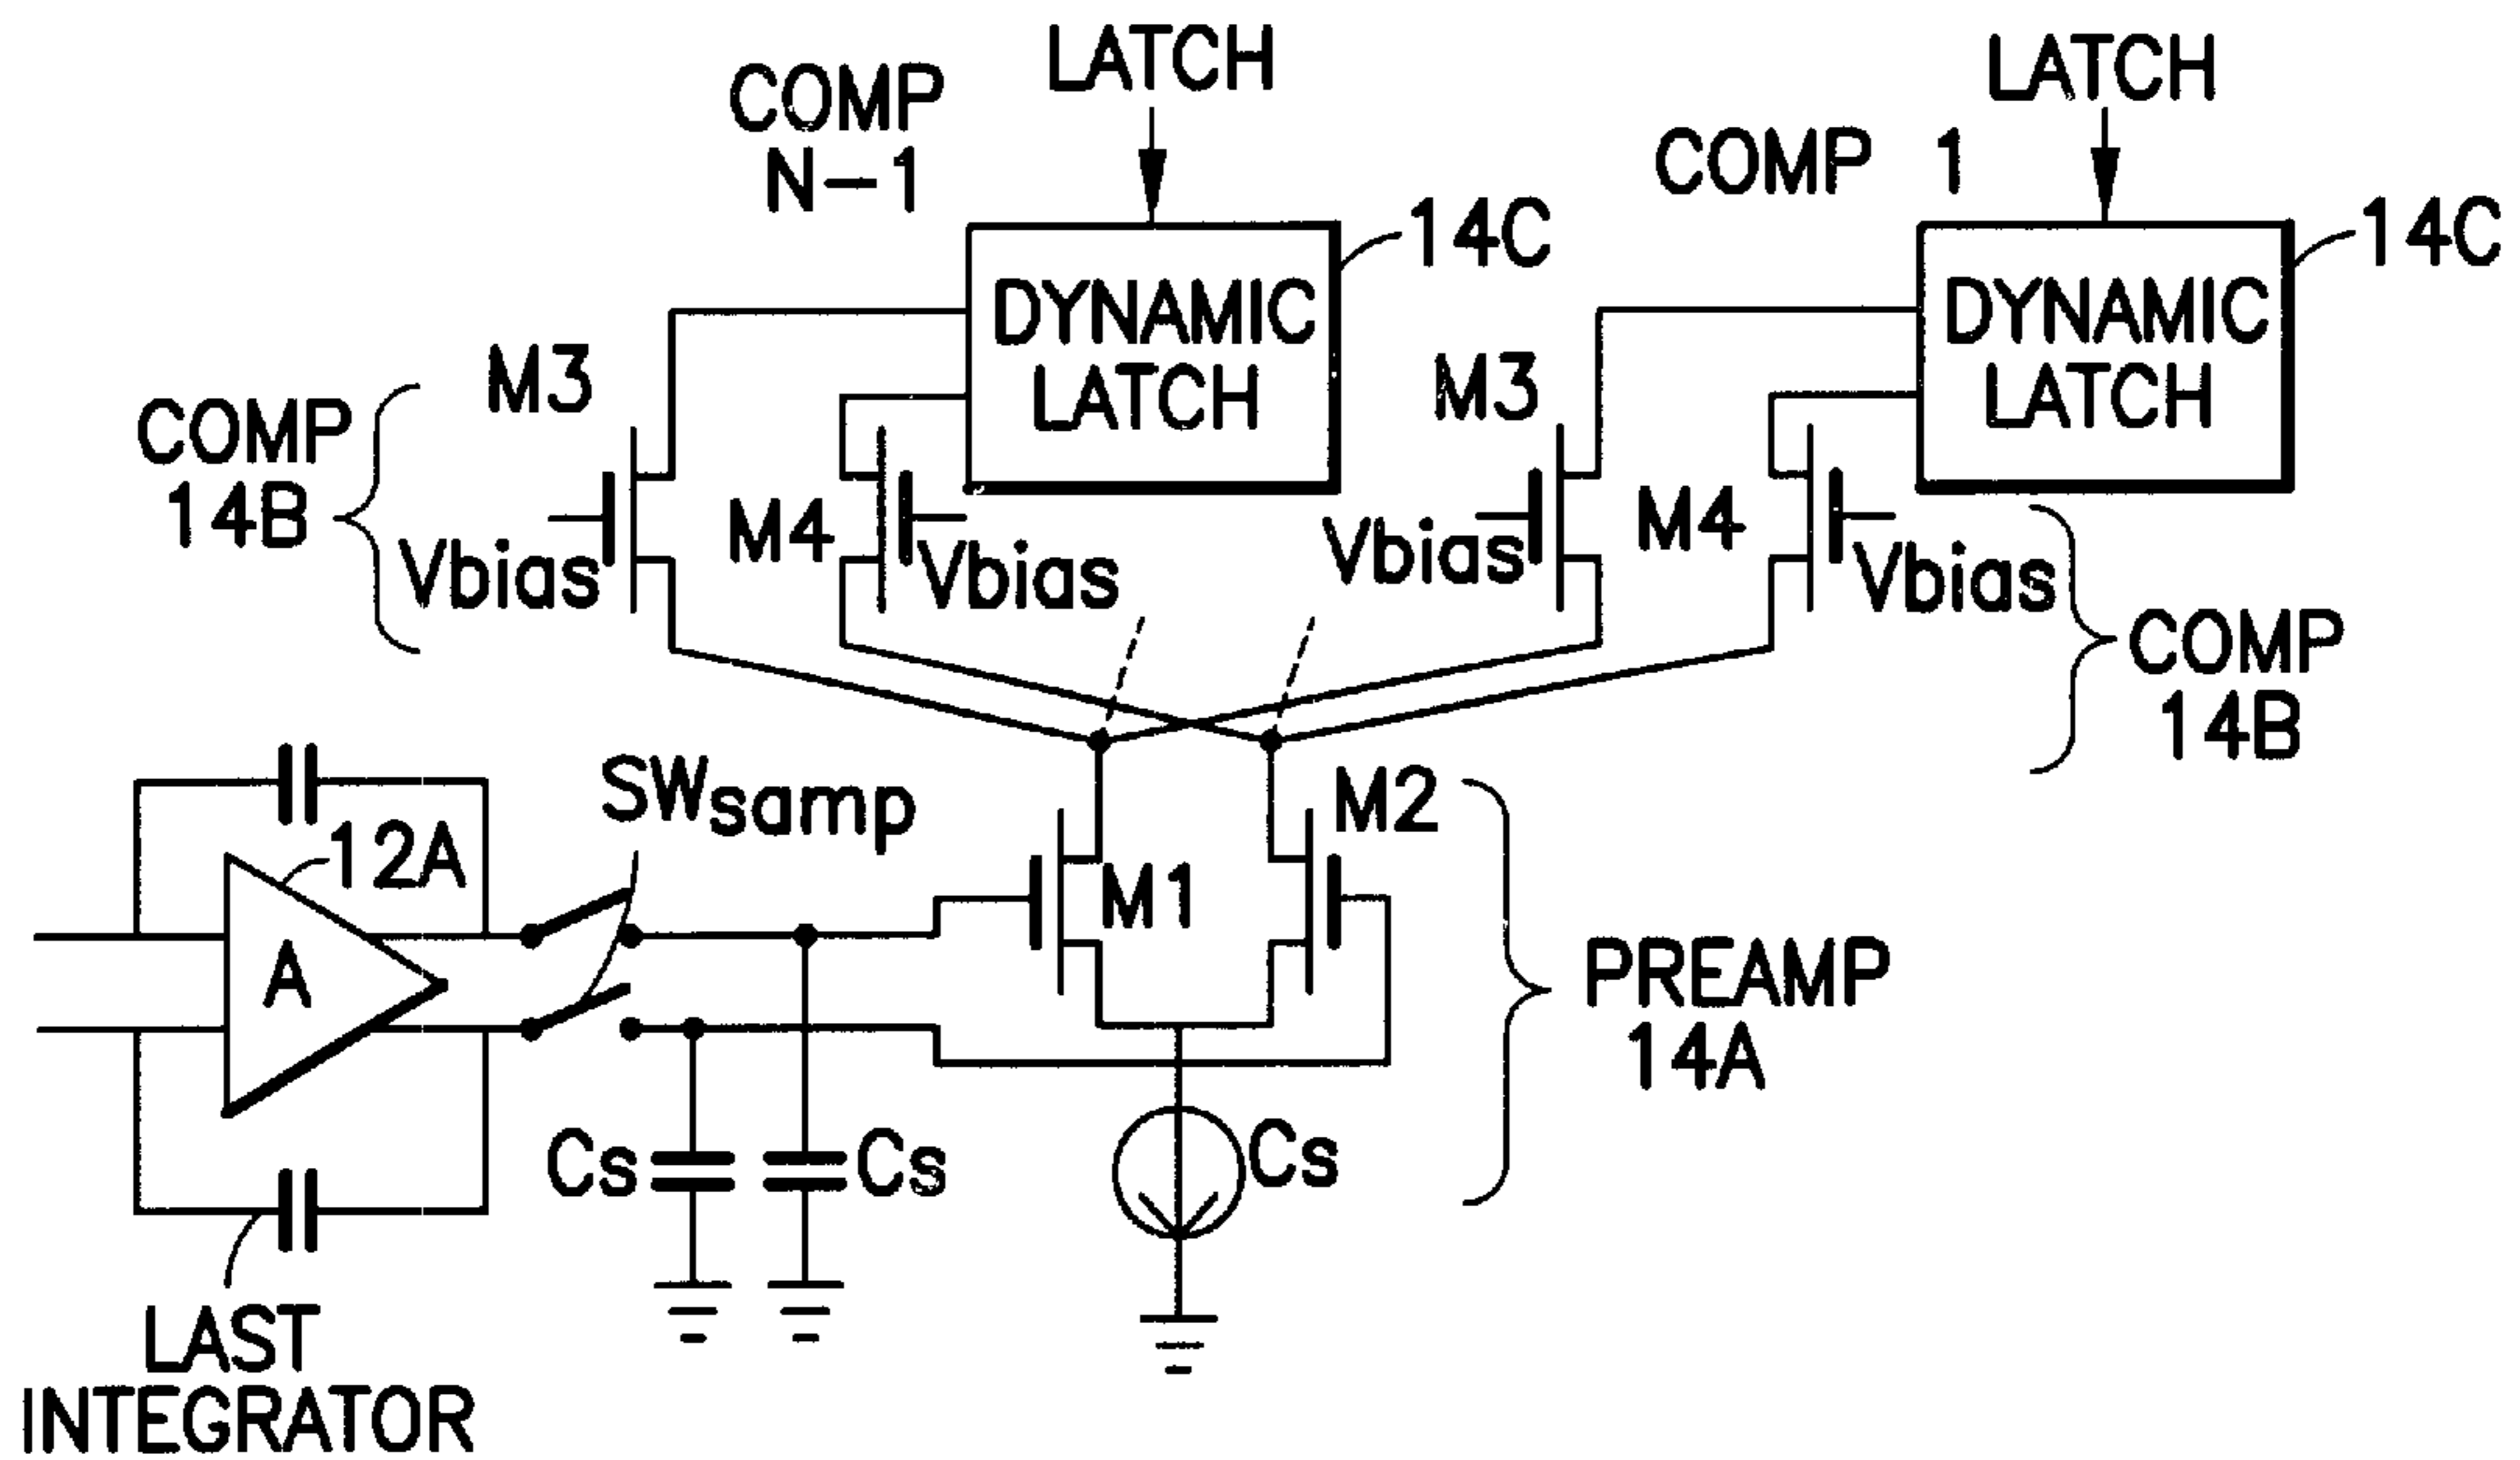 LATCH
LATCH
COMP
N-1
COMP 1
14C
14C
DYNAMIC
LATCH
DYNAMIC
LATCH
M3
M3
COMP
14B
M4
M4
Vbias
Vbias
Vbias
Vbias
COMP
14B
SWsamp
M2
12A
M1
A
PREAMP
14A
Cs
Cs
Cs
LAST
INTEGRATOR